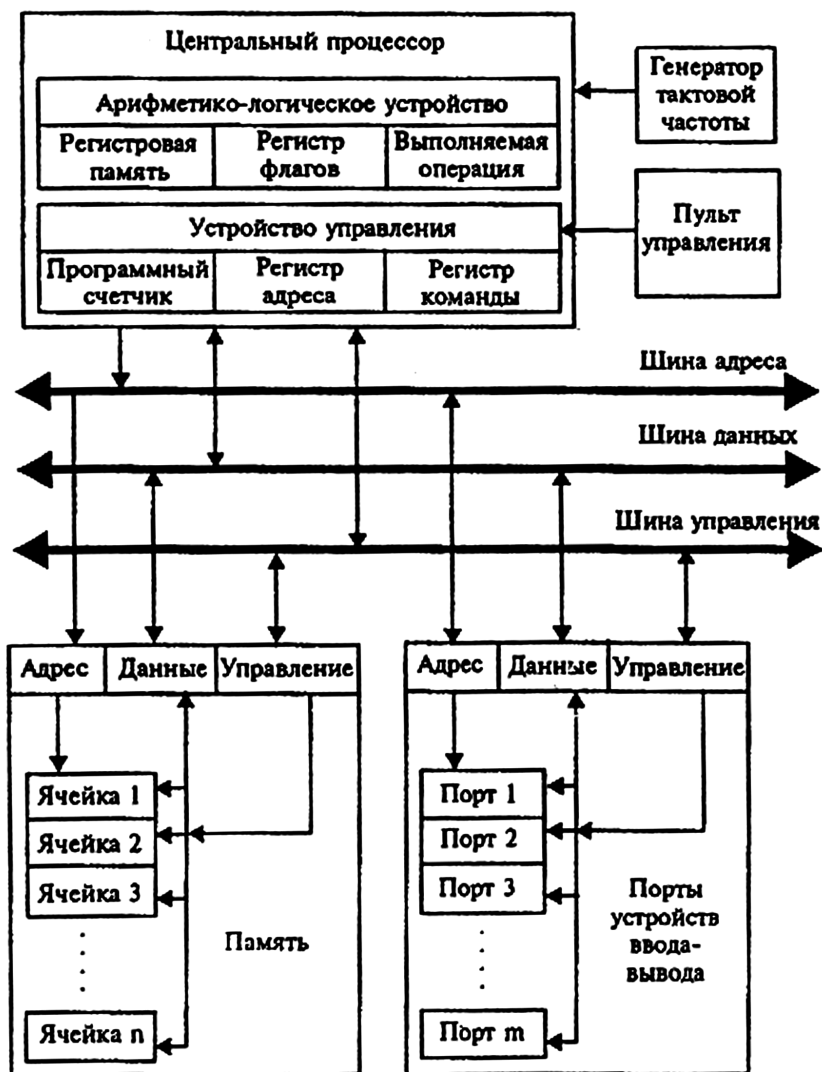 Центральный процессор
Арифметико-логическое устройство
Регистровая память
Регистр флагов
Выполняемая операция
Устройство управления
Программный счетчик
Регистр адреса
Регистр команды
Генератор тактовой частоты
Пульт управления
Шина адреса
Шина данных
Шина управления
Адрес
Данные
Управление
Ячейка 1
Ячейка 2
Ячейка 3
Ячейка n
Память
Адрес
Данные
Управление
Порт 1
Порт 2
Порт 3
Порт m
Порты
устройств
ввода-
вывода